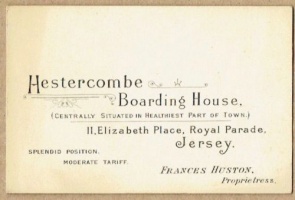 Hestercombe
Boarding House,
(Centrally Situated in Healthiest Part of Town.)
11, Elizabeth Place, Royal Parade,
Jersey.
Splendid Position.
Moderate Tariff.
Frances Huston,
Proprietress.